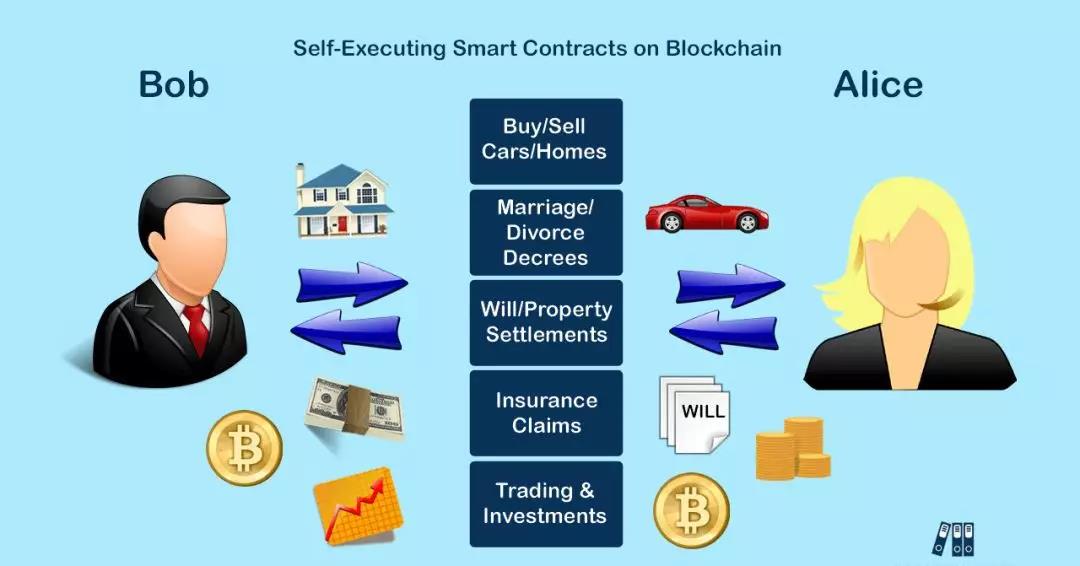 Self-Executing Smart Contracts on Blockchain
Bob
Alice
Buy/Sell
Cars/Homes
Marriage/
Divorce
Decrees
Will/Property
Settlements
Insurance
Claims
Trading &
Investments
WILL